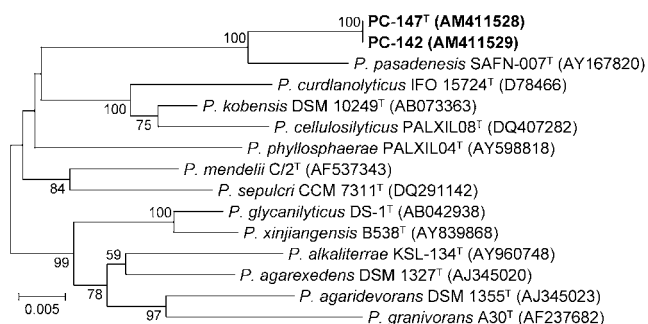 100 PC-147ᵀ (AM411528)
100 PC-142 (AM411529)
P. pasadenesis SAFN-007ᵀ (AY167820)
P. curdlanolyticus IFO 15724ᵀ (D78466)
100 P. kobensis DSM 10249ᵀ (AB073363)
75 P. cellulosilyticus PALXIL08ᵀ (DQ407282)
P. phyllosphaerae PALXIL04ᵀ (AY598818)
P. mendelii C/2ᵀ (AF537343)
84 P. sepulcri CCM 7311ᵀ (DQ291142)
100 P. glycanilyticus DS-1ᵀ (AB042938)
P. xinjiangensis B538ᵀ (AY839868)
99 59 P. alkaliterrae KSL-134ᵀ (AY960748)
P. agarexedens DSM 1327ᵀ (AJ345020)
78 P. agaridevorans DSM 1355ᵀ (AJ345023)
0.005 97 P. granivorans A30ᵀ (AF237682)